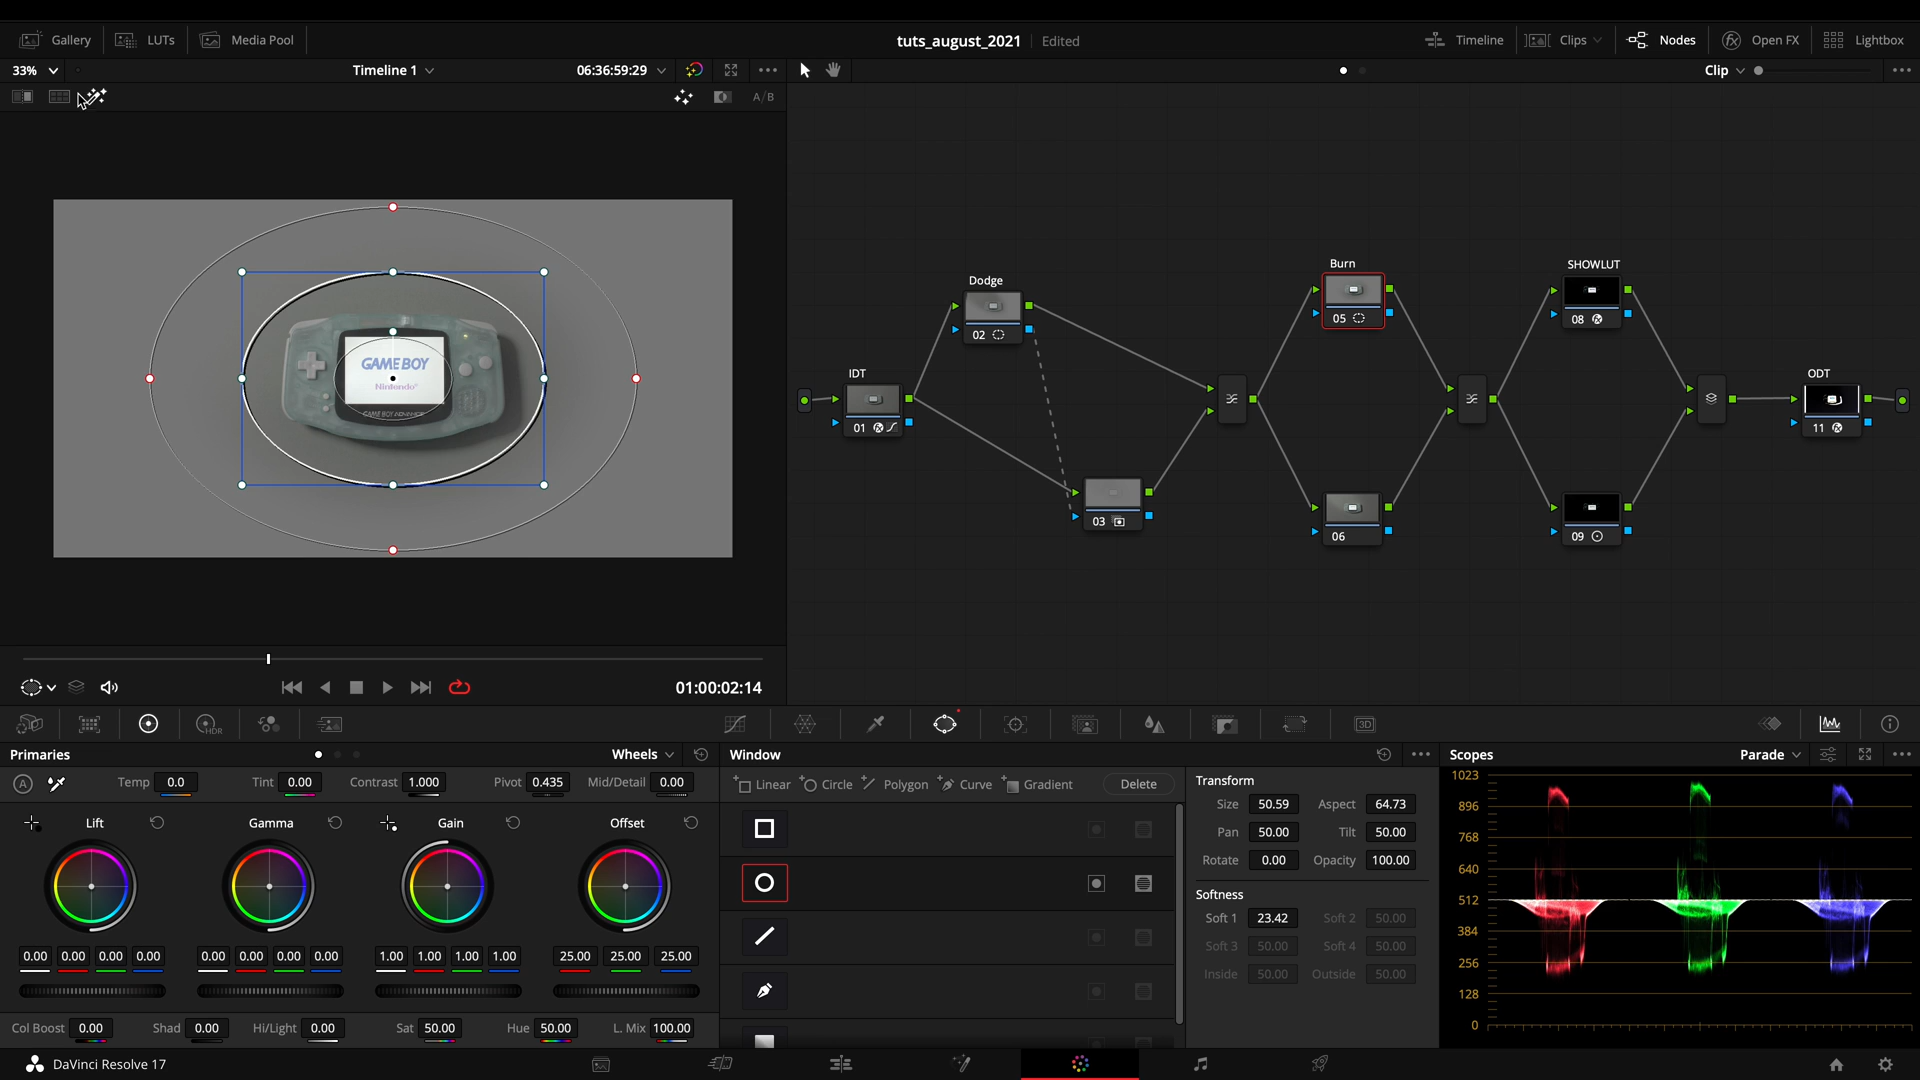 Gallery LUTs Media Pool tuts_august_2021 Edited Timeline Clips Nodes Open FX Lightbox
33% Timeline 1 06:36:59:29 Clip
A/B
GAME BOY
Nintendo
GAME BOY ADVANCE
Dodge
02
IDT
01
03
Burn
05
06
SHOWLUT
08
09
ODT
11
01:00:02:14
HDR
3D
Primaries Wheels
A Temp 0.0 Tint 0.00 Contrast 1.000 Pivot 0.435 Mid/Detail 0.00
Lift Gamma Gain Offset
0.00 0.00 0.00 0.00 0.00 0.00 0.00 0.00 1.00 1.00 1.00 1.00 25.00 25.00 25.00
Col Boost 0.00 Shad 0.00 Hi/Light 0.00 Sat 50.00 Hue 50.00 L. Mix 100.00
Window
Linear Circle Polygon Curve Gradient Delete
Transform
Size 50.59 Aspect 64.73
Pan 50.00 Tilt 50.00
Rotate 0.00 Opacity 100.00
Softness
Soft 1 23.42 Soft 2 50.00
Soft 3 50.00 Soft 4 50.00
Inside 50.00 Outside 50.00
Scopes Parade
1023
896
768
640
512
384
256
128
0
DaVinci Resolve 17